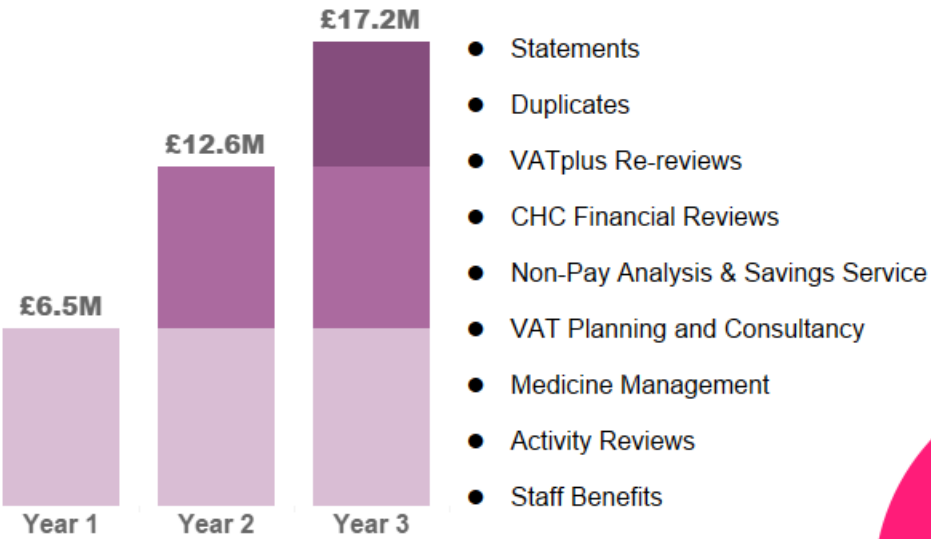 £17.2M
£12.6M
£6.5M
Year 1
Year 2
Year 3
● Statements
● Duplicates
● VATplus Re-reviews
● CHC Financial Reviews
● Non-Pay Analysis & Savings Service
● VAT Planning and Consultancy
● Medicine Management
● Activity Reviews
● Staff Benefits